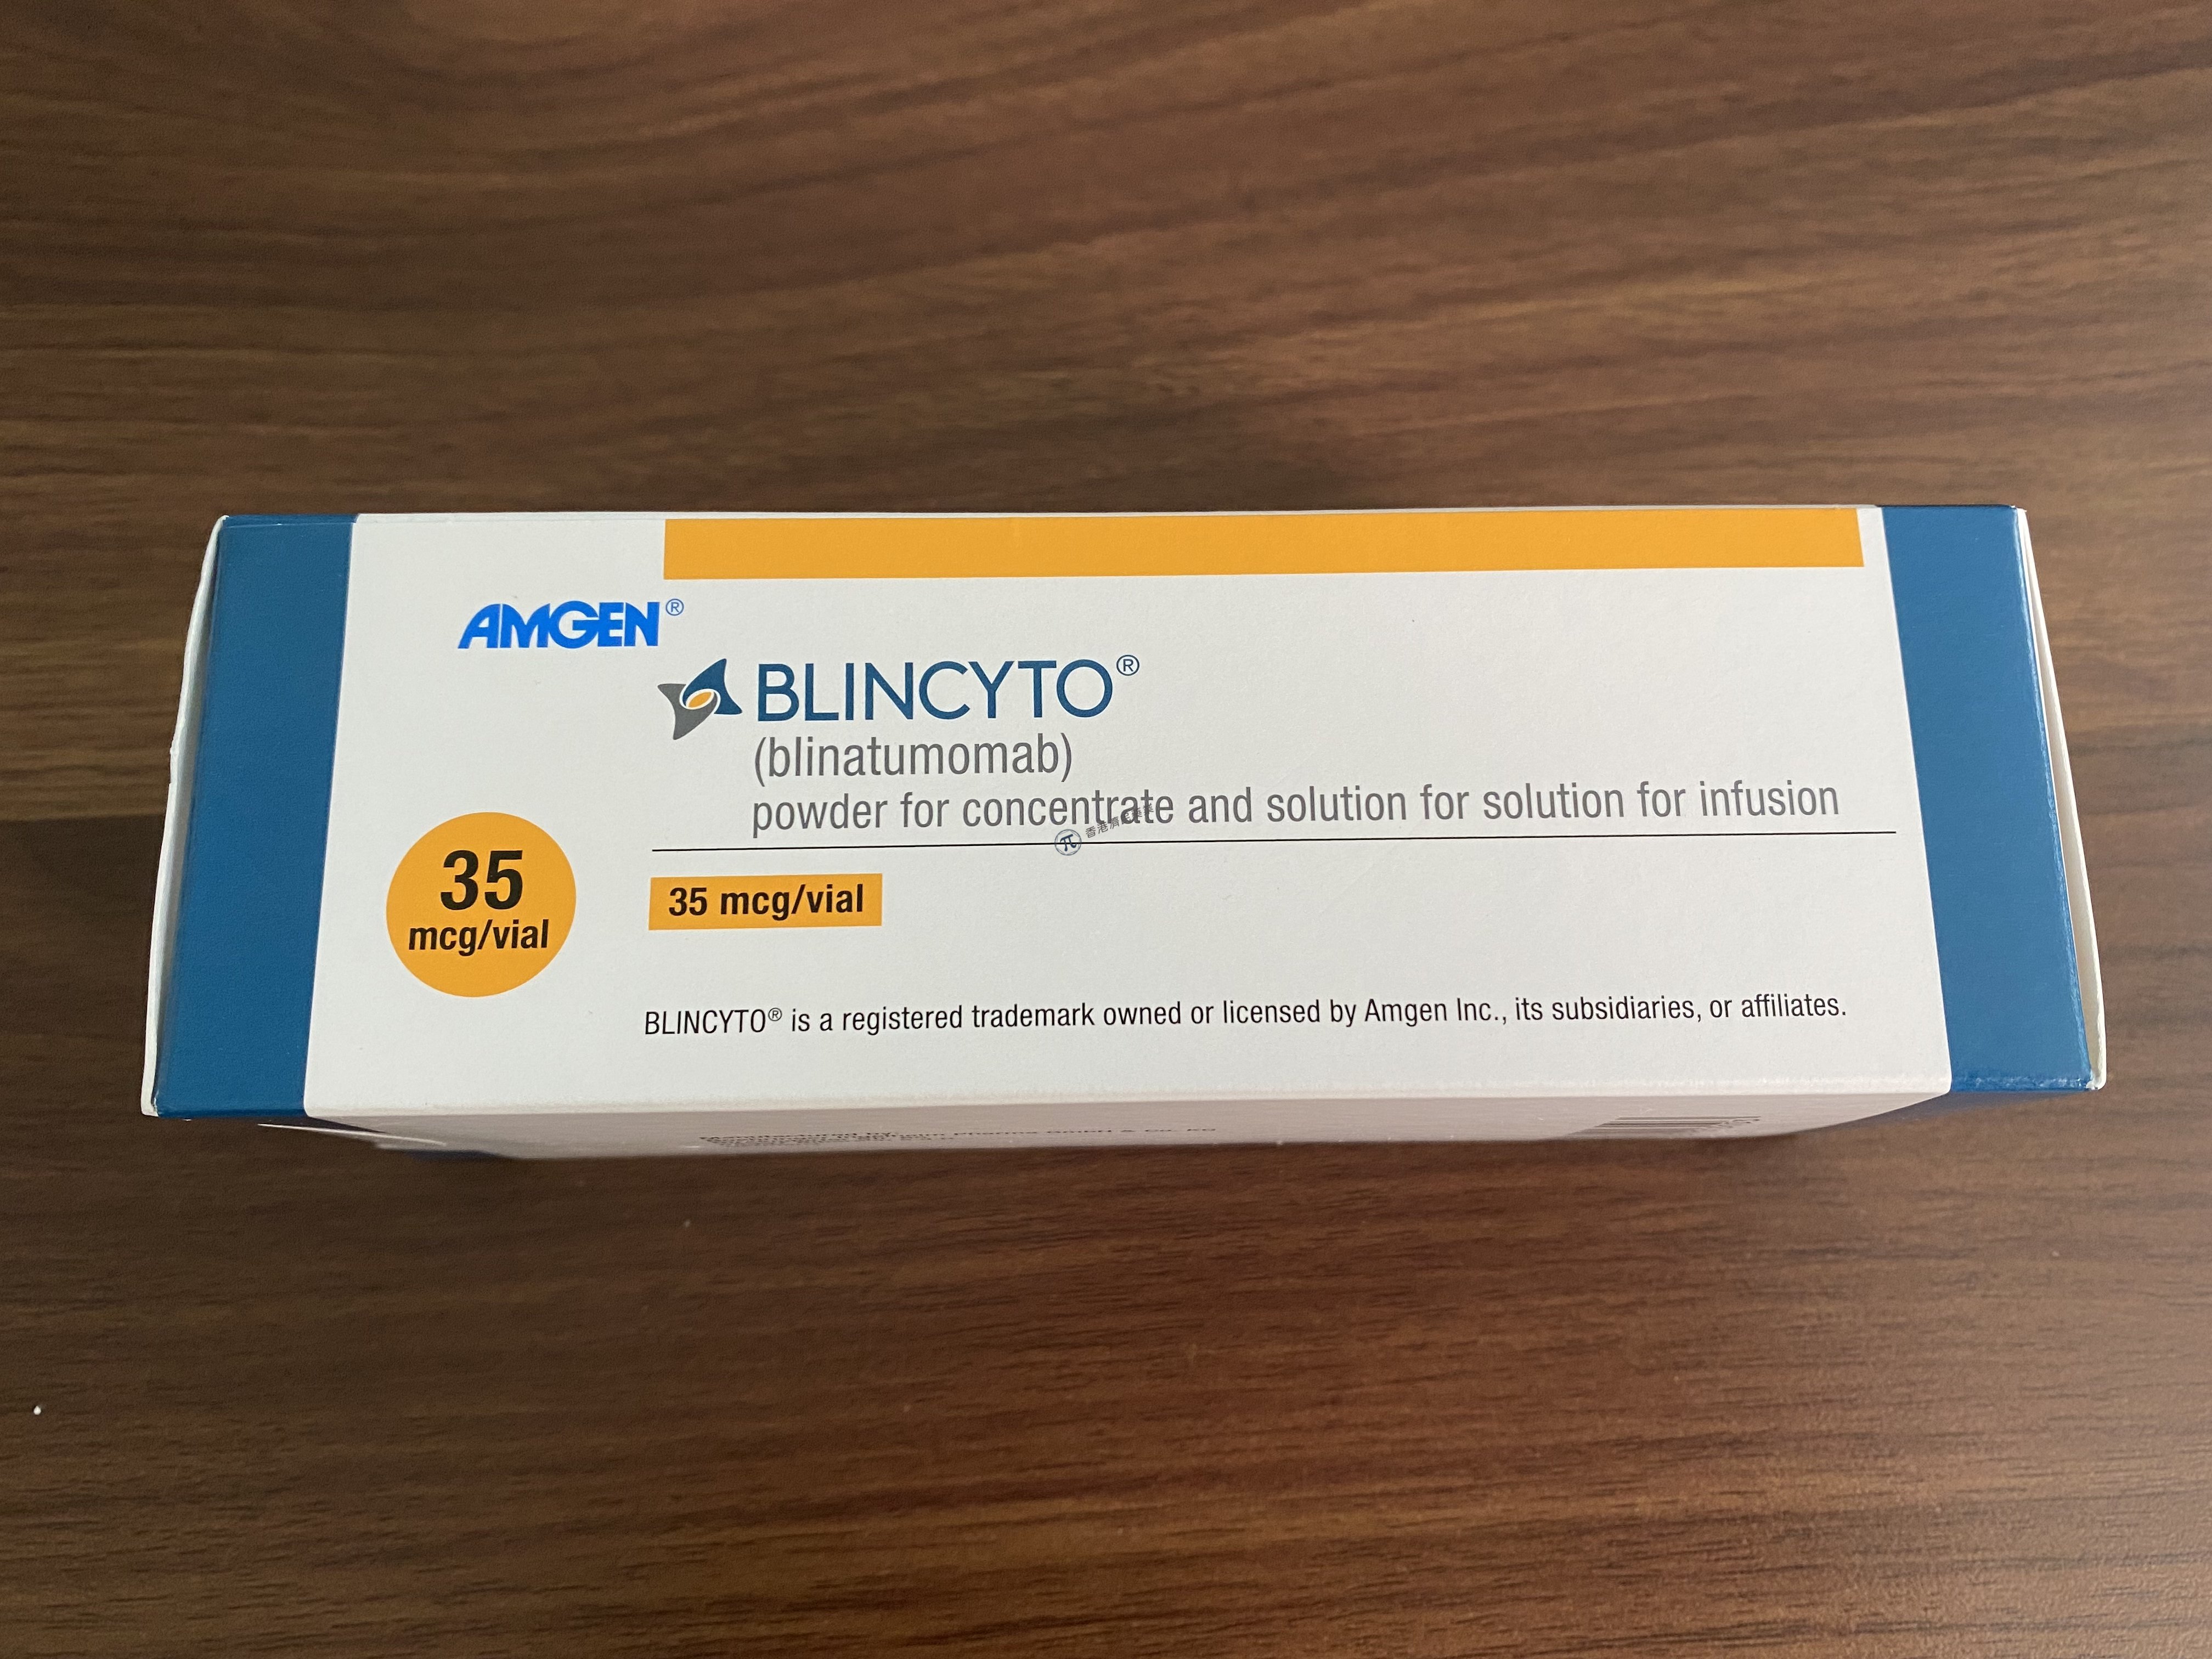 AMGEN®
BLINCYTO®
(blinatumomab)
powder for concentrate and solution for solution for infusion
35
mcg/vial
35 mcg/vial
BLINCYTO® is a registered trademark owned or licensed by Amgen Inc., its subsidiaries, or affiliates.